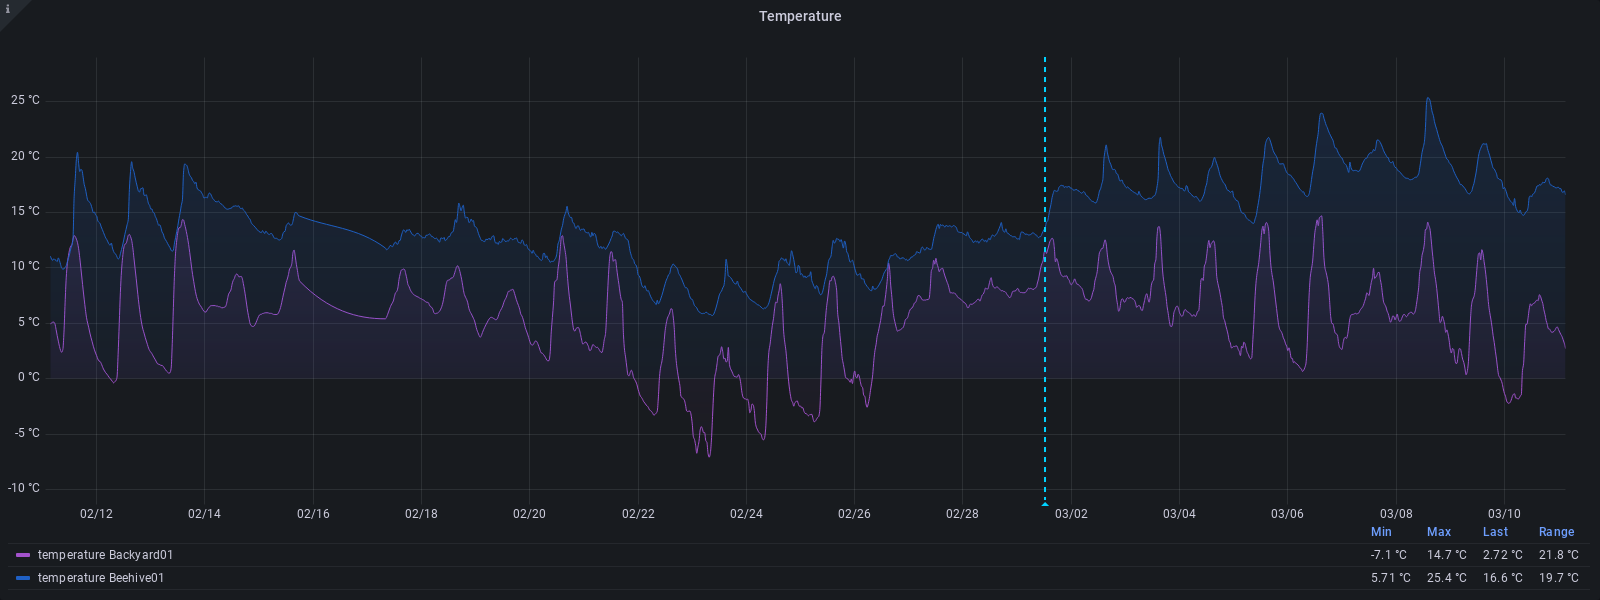 i
Temperature
25 °C
20 °C
15 °C
10 °C
5 °C
0 °C
-5 °C
-10 °C
02/12 02/14 02/16 02/18 02/20 02/22 02/24 02/26 02/28 03/02 03/04 03/06 03/08 03/10
Min Max Last Range
temperature Backyard01 -7.1 °C 14.7 °C 2.72 °C 21.8 °C
temperature Beehive01 5.71 °C 25.4 °C 16.6 °C 19.7 °C